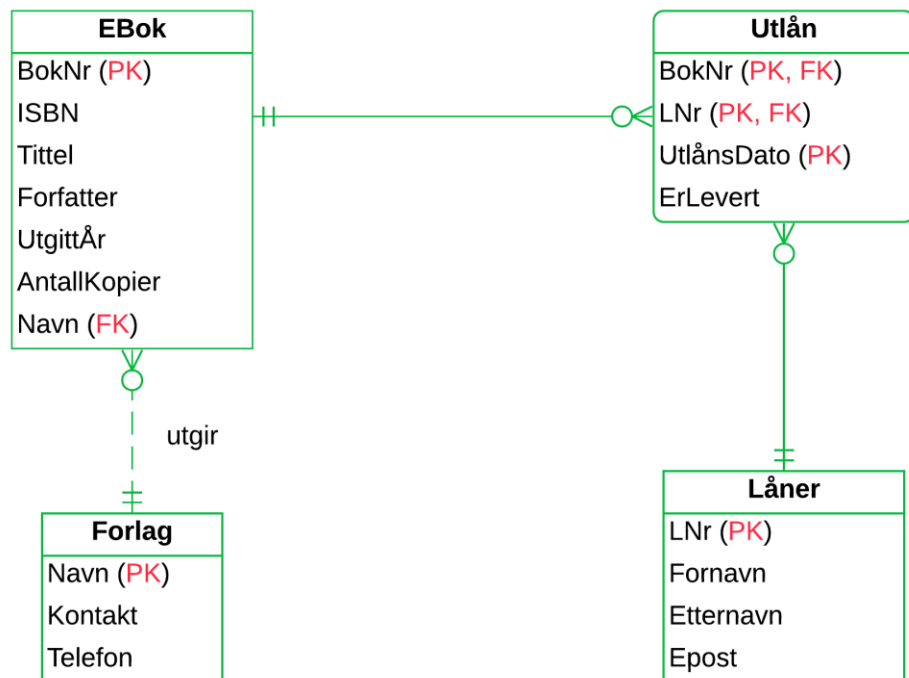 EBok
BokNr (PK)
ISBN
Tittel
Forfatter
UtgittÅr
AntallKopier
Navn (FK)
Utlån
BokNr (PK, FK)
LNr (PK, FK)
UtlånsDato (PK)
ErLevert
utgir
Forlag
Navn (PK)
Kontakt
Telefon
Låner
LNr (PK)
Fornavn
Etternavn
Epost